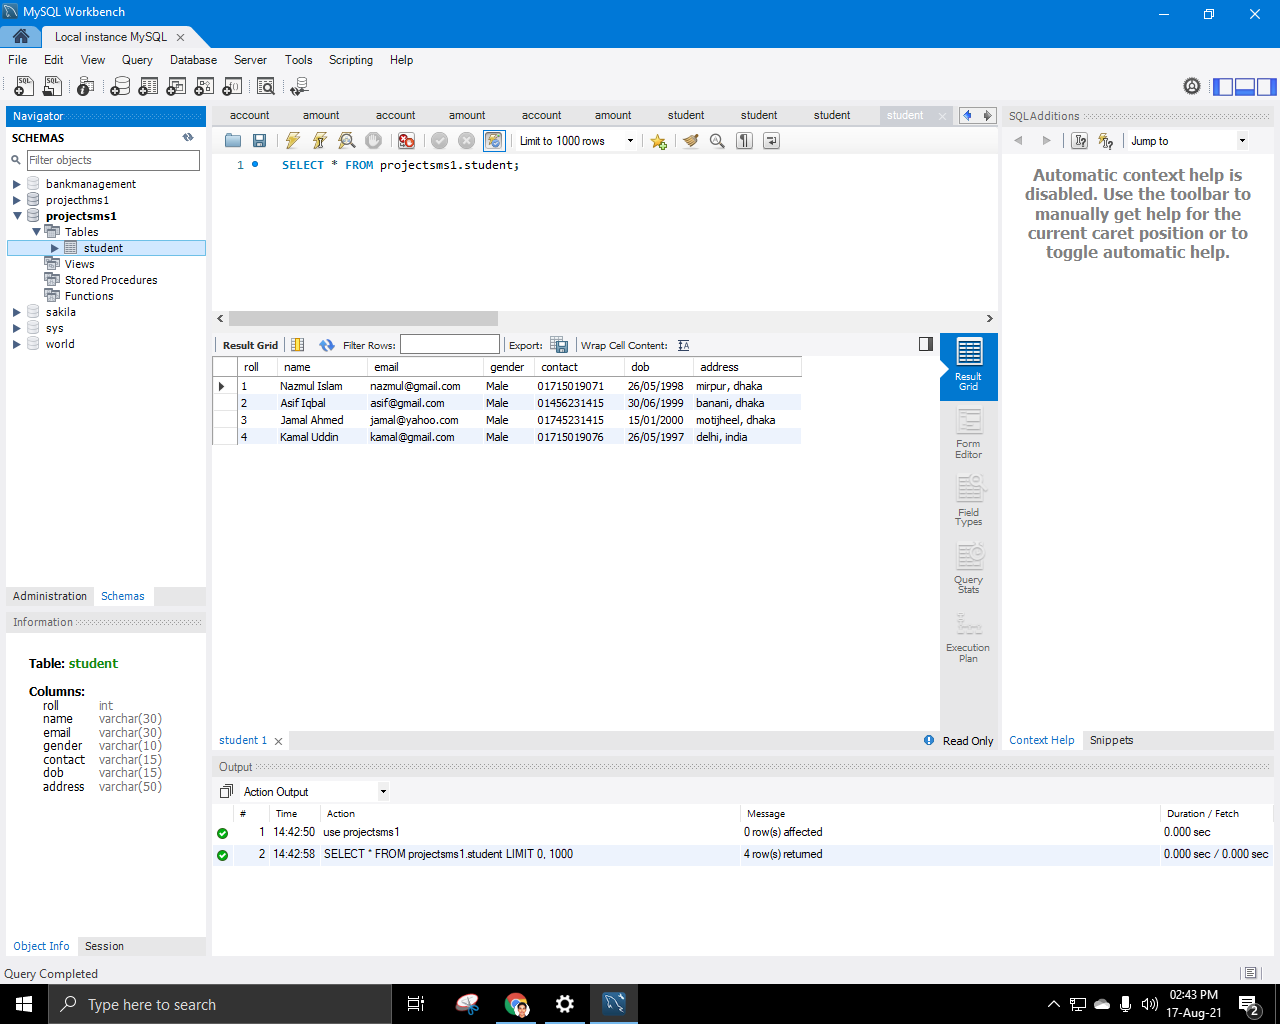 MySQL Workbench
Local instance MySQL
File Edit View Query Database Server Tools Scripting Help
Navigator
SCHEMAS
Filter objects
bankmanagement
projecthms1
projectsms1
Tables
student
Views
Stored Procedures
Functions
sakila
sys
world
Administration Schemas
Information
Table: student
Columns:
roll int
name varchar(30)
email varchar(30)
gender varchar(10)
contact varchar(15)
dob varchar(15)
address varchar(50)
Object Info Session
account amount account amount account amount student student student student
Limit to 1000 rows
1 SELECT * FROM projectsms1.student;
Result Grid Filter Rows: Export: Wrap Cell Content:
roll name email gender contact dob address
1 Nazmul Islam nazmul@gmail.com Male 01715019071 26/05/1998 mirpur, dhaka
2 Asif Iqbal asif@gmail.com Male 01456231415 30/06/1999 banani, dhaka
3 Jamal Ahmed jamal@yahoo.com Male 01745231415 15/01/2000 motijheel, dhaka
4 Kamal Uddin kamal@gmail.com Male 01715019076 26/05/1997 delhi, india
Result
Grid
Form
Editor
Field
Types
Query
Stats
Execution
Plan
student 1
Read Only
SQLAdditions
Jump to
Automatic context help is
disabled. Use the toolbar to
manually get help for the
current caret position or to
toggle automatic help.
Context Help Snippets
Output
Action Output
# Time Action Message Duration / Fetch
1 14:42:50 use projectsms1 0 row(s) affected 0.000 sec
2 14:42:58 SELECT * FROM projectsms1.student LIMIT 0, 1000 4 row(s) returned 0.000 sec / 0.000 sec
Query Completed
Type here to search
02:43 PM
17-Aug-21
2